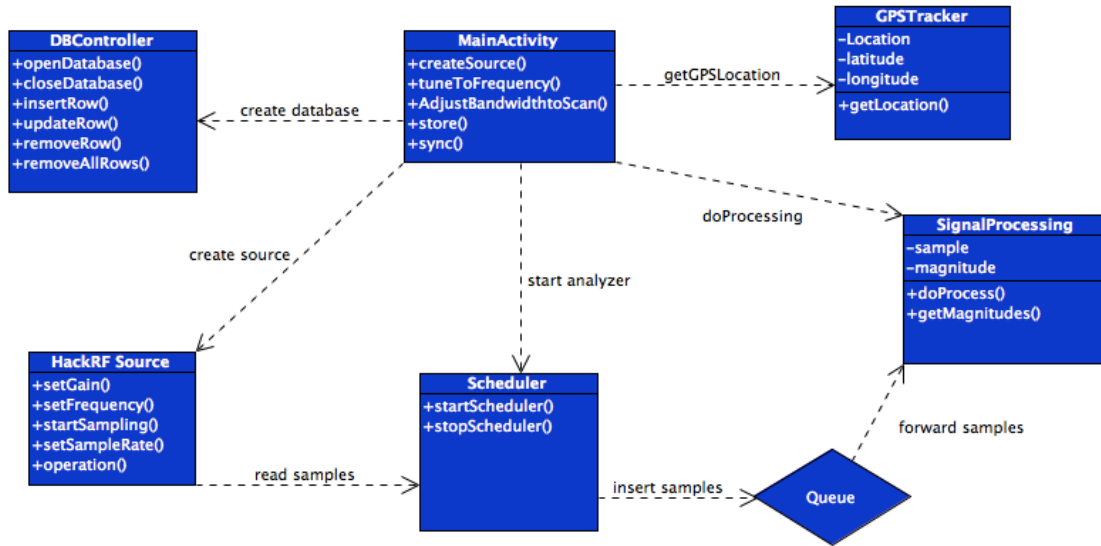 DBController
+openDatabase()
+closeDatabase()
+insertRow()
+updateRow()
+removeRow()
+removeAllRows()
create database
MainActivity
+createSource()
+tuneToFrequency()
+AdjustBandwidthtoScan()
+store()
+sync()
getGPSLocation
GPSTracker
-Location
-latitude
-longitude
+getLocation()
create source
start analyzer
doProcessing
SignalProcessing
-sample
-magnitude
+doProcess()
+getMagnitudes()
HackRF Source
+setGain()
+setFrequency()
+startSampling()
+setSampleRate()
+operation()
read samples
Scheduler
+startScheduler()
+stopScheduler()
insert samples
Queue
forward samples